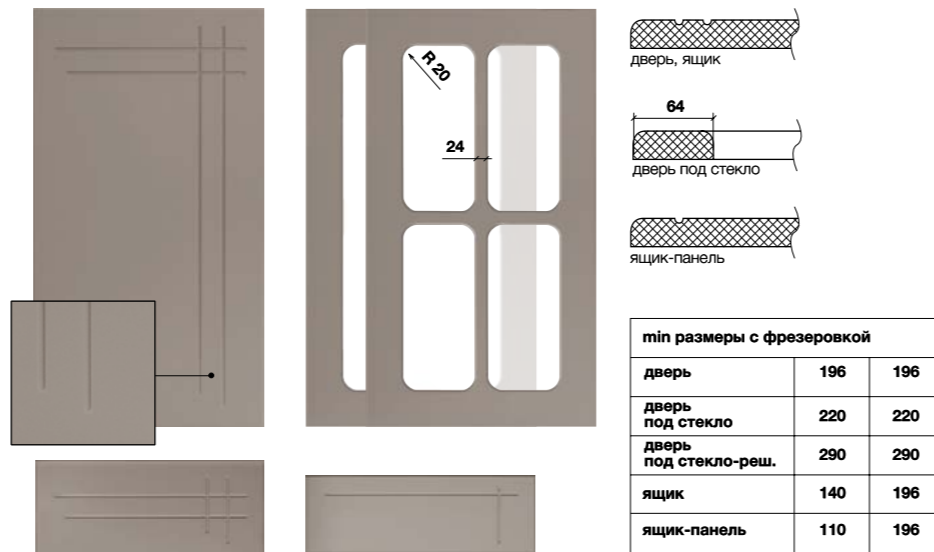 R 20
24
дверь, ящик
64
дверь под стекло
ящик-панель
min размеры с фрезеровкой
дверь 196 196
дверь
под стекло 220 220
дверь
под стекло-реш. 290 290
ящик 140 196
ящик-панель 110 196